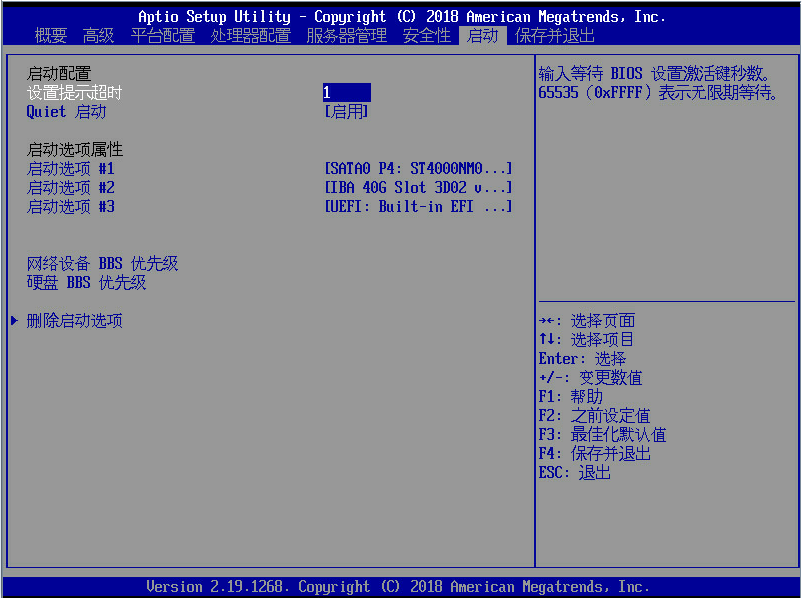 Aptio Setup Utility - Copyright (C) 2018 American Megatrends, Inc.
概要 高级 平台配置 处理器配置 服务器管理 安全性 启动 保存并退出
启动配置
设置提示超时 1
Quiet 启动 [启用]
启动选项属性
启动选项 #1 [SATA0 P4: ST4000NM0...]
启动选项 #2 [IBA 40G Slot 3D02 v...]
启动选项 #3 [UEFI: Built-in EFI ...]
网络设备 BBS 优先级
硬盘 BBS 优先级
删除启动选项
输入等待 BIOS 设置激活键秒数。
65535（0xFFFF）表示无限期等待。
→←: 选择页面
↑↓: 选择项目
Enter: 选择
+/-: 变更数值
F1: 帮助
F2: 之前设定值
F3: 最佳化默认值
F4: 保存并退出
ESC: 退出
Version 2.19.1268. Copyright (C) 2018 American Megatrends, Inc.